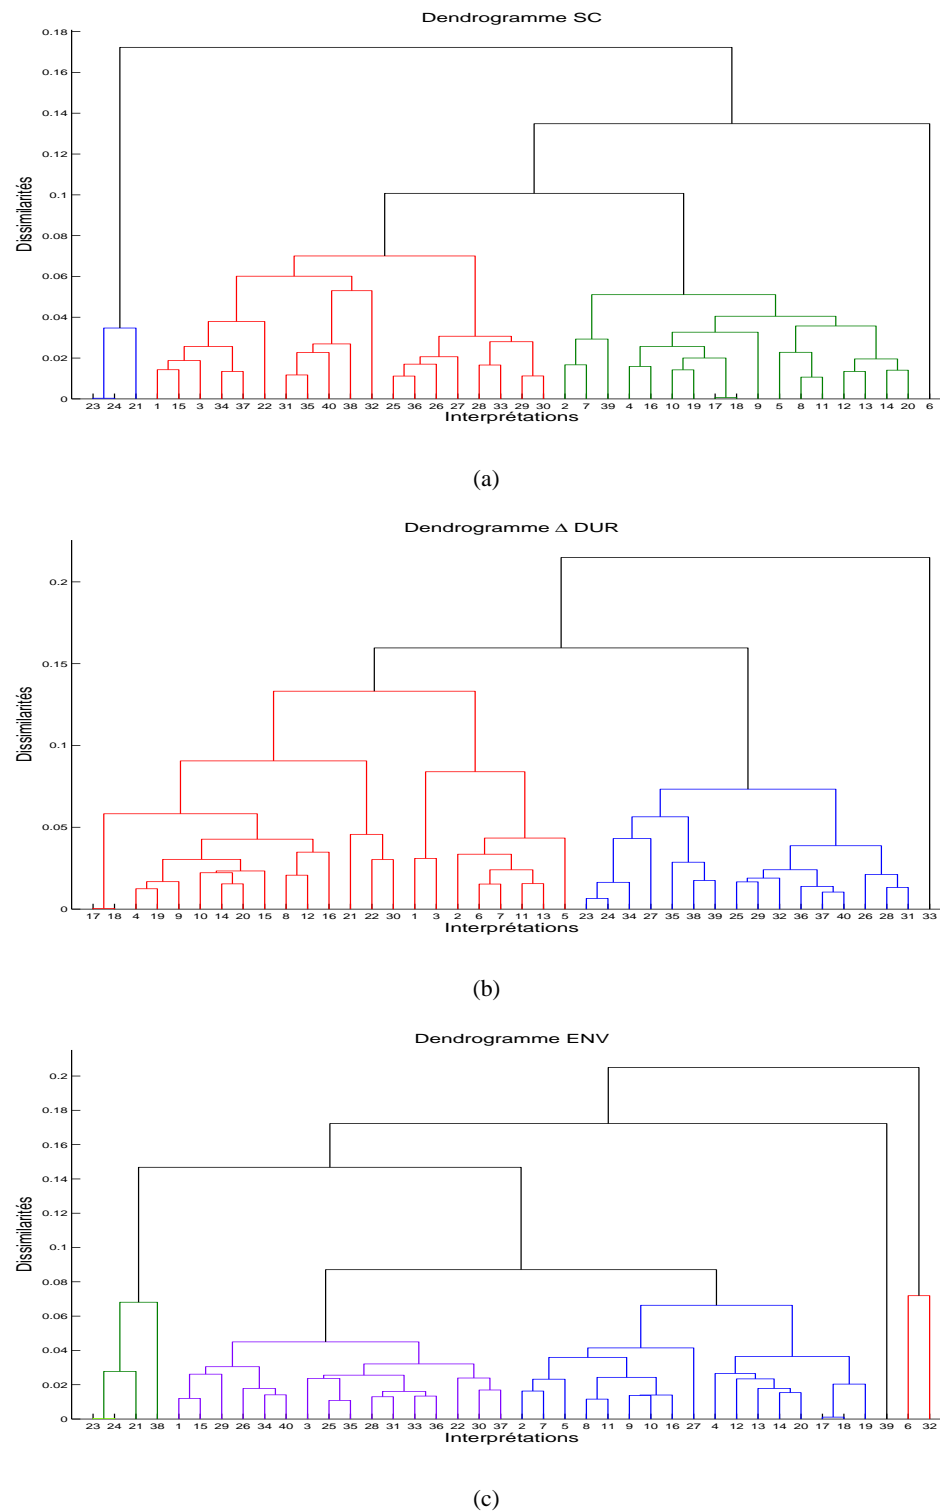 Dendrogramme SC
0.18
0.16
0.14
0.12
0.1
0.08
0.06
0.04
0.02
0
Dissimilarités
23 24 21 1 15 3 34 37 22 31 35 40 38 32 25 36 26 27 28 33 29 30 2 7 39 4 16 10 19 17 18 9 5 8 11 12 13 14 20 6
Interprétations
(a)
Dendrogramme Δ DUR
0.2
0.15
0.1
0.05
0
Dissimilarités
17 18 4 19 9 10 14 20 15 8 12 16 21 22 30 1 3 2 6 7 11 13 5 23 24 34 27 35 38 39 25 29 32 36 37 40 26 28 31 33
Interprétations
(b)
Dendrogramme ENV
0.2
0.18
0.16
0.14
0.12
0.1
0.08
0.06
0.04
0.02
0
Dissimilarités
23 24 21 38 1 15 29 26 34 40 3 25 35 28 31 33 36 22 30 37 2 7 5 8 11 9 10 16 27 4 12 13 14 20 17 18 19 39 6 32
Interprétations
(c)